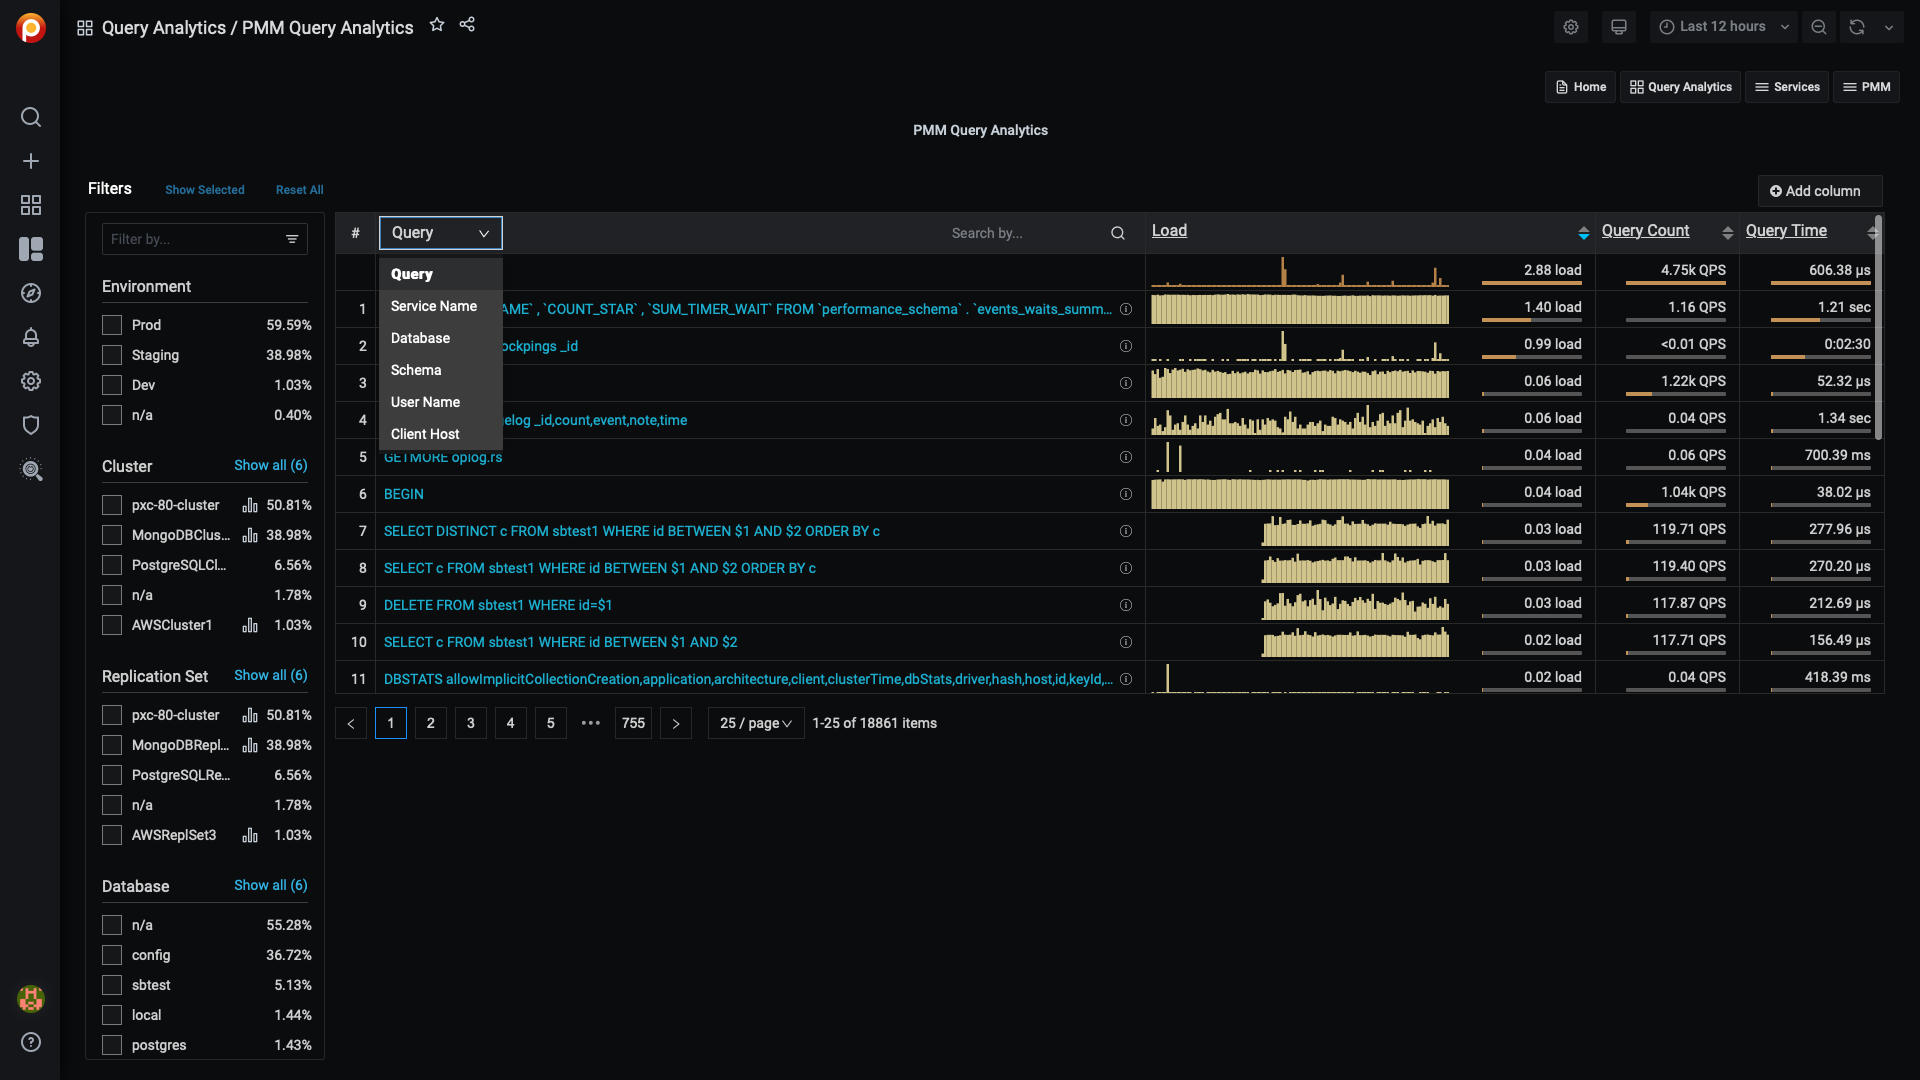 Query Analytics / PMM Query Analytics
Last 12 hours
Home
Query Analytics
Services
PMM
PMM Query Analytics
Filters
Show Selected
Reset All
Add column
Filter by...
Environment
Prod 59.59%
Staging 38.98%
Dev 1.03%
n/a 0.40%
Cluster Show all (6)
pxc-80-cluster 50.81%
MongoDBClus... 38.98%
PostgreSQLCl... 6.56%
n/a 1.78%
AWSCluster1 1.03%
Replication Set Show all (6)
pxc-80-cluster 50.81%
MongoDBRepl... 38.98%
PostgreSQLRe... 6.56%
n/a 1.78%
AWSReplSet3 1.03%
Database Show all (6)
n/a 55.28%
config 36.72%
sbtest 5.13%
local 1.44%
postgres 1.43%
# Query Search by... Load Query Count Query Time
Query
Service Name
Database
Schema
User Name
Client Host
2.88 load 4.75k QPS 606.38 µs
1 AME` , `COUNT_STAR` , `SUM_TIMER_WAIT` FROM `performance_schema` . `events_waits_summ... 1.40 load 1.16 QPS 1.21 sec
2 ockpings _id 0.99 load <0.01 QPS 0:02:30
3 0.06 load 1.22k QPS 52.32 µs
4 elog _id,count,event,note,time 0.06 load 0.04 QPS 1.34 sec
5 GETMORE oplog.rs 0.04 load 0.06 QPS 700.39 ms
6 BEGIN 0.04 load 1.04k QPS 38.02 µs
7 SELECT DISTINCT c FROM sbtest1 WHERE id BETWEEN $1 AND $2 ORDER BY c 0.03 load 119.71 QPS 277.96 µs
8 SELECT c FROM sbtest1 WHERE id BETWEEN $1 AND $2 ORDER BY c 0.03 load 119.40 QPS 270.20 µs
9 DELETE FROM sbtest1 WHERE id=$1 0.03 load 117.87 QPS 212.69 µs
10 SELECT c FROM sbtest1 WHERE id BETWEEN $1 AND $2 0.02 load 117.71 QPS 156.49 µs
11 DBSTATS allowImplicitCollectionCreation,application,architecture,client,clusterTime,dbStats,driver,hash,host,id,keyId,... 0.02 load 0.04 QPS 418.39 ms
< 1 2 3 4 5 ••• 755 > 25 / page 1-25 of 18861 items